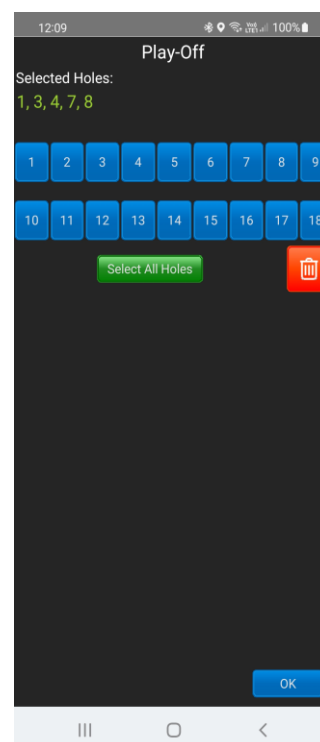 12:09
100%
Play-Off
Selected Holes:
1, 3, 4, 7, 8
1 2 3 4 5 6 7 8 9
10 11 12 13 14 15 16 17 18
Select All Holes
OK